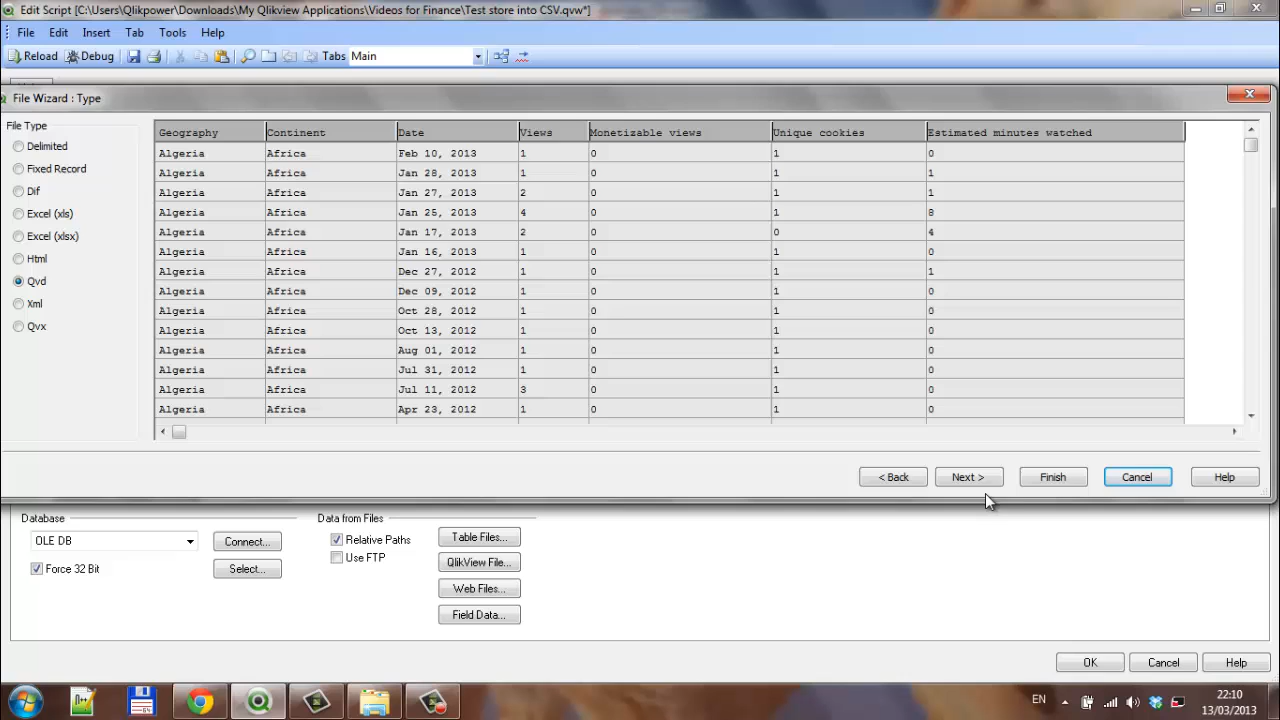 Edit Script [C:\Users\Qlikpower\Downloads\My Qlikview Applications\Videos for Finance\Test store into CSV.qvw*]
File Edit Insert Tab Tools Help
Reload Debug Tabs Main
File Wizard : Type
File Type
Delimited
Fixed Record
Dif
Excel (xls)
Excel (xlsx)
Html
Qvd
Xml
Qvx
Geography Continent Date Views Monetizable views Unique cookies Estimated minutes watched
Algeria Africa Feb 10, 2013 1 0 1 0
Algeria Africa Jan 28, 2013 1 0 1 1
Algeria Africa Jan 27, 2013 2 0 1 1
Algeria Africa Jan 25, 2013 4 0 1 8
Algeria Africa Jan 17, 2013 2 0 0 4
Algeria Africa Jan 16, 2013 1 0 1 0
Algeria Africa Dec 27, 2012 1 0 1 1
Algeria Africa Dec 09, 2012 1 0 1 0
Algeria Africa Oct 28, 2012 1 0 1 0
Algeria Africa Oct 13, 2012 1 0 1 0
Algeria Africa Aug 01, 2012 1 0 1 0
Algeria Africa Jul 31, 2012 1 0 1 0
Algeria Africa Jul 11, 2012 3 0 1 0
Algeria Africa Apr 23, 2012 1 0 1 0
< Back Next > Finish Cancel Help
Database
OLE DB
Connect...
Force 32 Bit
Select...
Data from Files
Relative Paths
Use FTP
Table Files...
QlikView File...
Web Files...
Field Data...
OK Cancel Help
EN
22:10
13/03/2013